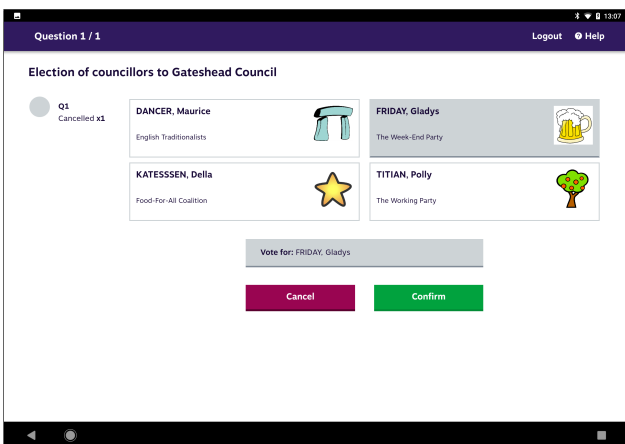 13:07
Question 1 / 1
Logout
Help
Election of councillors to Gateshead Council
Q1
Cancelled x1
DANCER, Maurice
English Traditionalists
FRIDAY, Gladys
The Week-End Party
KATESSSEN, Della
Food-For-All Coalition
TITIAN, Polly
The Working Party
Vote for: FRIDAY, Gladys
Cancel
Confirm